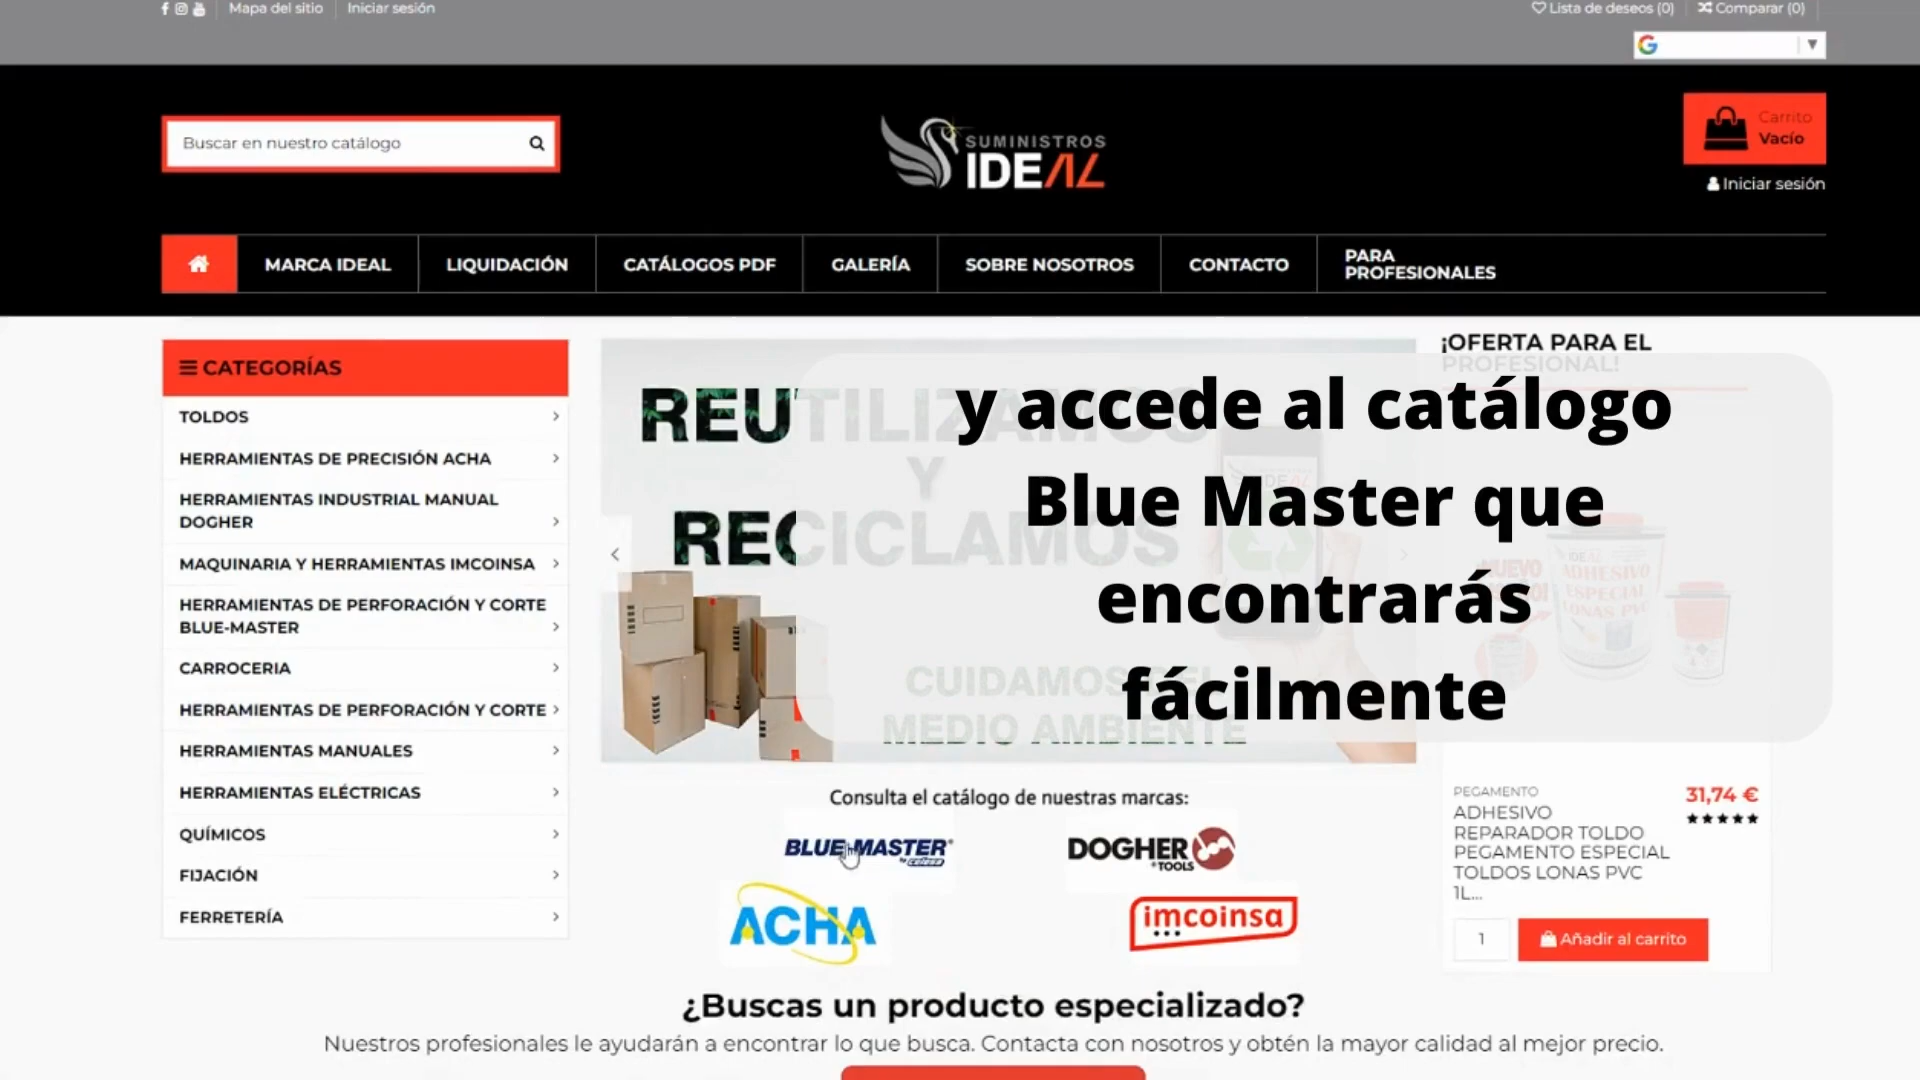 Mapa del sitio
Iniciar sesión
Lista de deseos (0)
Comparar (0)
Buscar en nuestro catálogo
SUMINISTROS
IDEAL
Carrito
Vacío
Iniciar sesión
MARCA IDEAL
LIQUIDACIÓN
CATÁLOGOS PDF
GALERÍA
SOBRE NOSOTROS
CONTACTO
PARA
PROFESIONALES
CATEGORÍAS
TOLDOS
HERRAMIENTAS DE PRECISIÓN ACHA
HERRAMIENTAS INDUSTRIAL MANUAL
DOGHER
MAQUINARIA Y HERRAMIENTAS IMCOINSA
HERRAMIENTAS DE PERFORACIÓN Y CORTE
BLUE-MASTER
CARROCERIA
HERRAMIENTAS DE PERFORACIÓN Y CORTE
HERRAMIENTAS MANUALES
HERRAMIENTAS ELÉCTRICAS
QUÍMICOS
FIJACIÓN
FERRETERÍA
REUTILIZAMOS
Y
RECICLAMOS
CUIDAMOS DEL
MEDIO AMBIENTE
y accede al catálogo
Blue Master que
encontrarás
fácilmente
¡OFERTA PARA EL
PROFESIONAL!
IDEAL
ADHESIVO
ESPECIAL
LONAS PVC
NUEVO
PEGAMENTO
31,74 €
ADHESIVO
REPARADOR TOLDO
PEGAMENTO ESPECIAL
TOLDOS LONAS PVC
1L...
1
Añadir al carrito
Consulta el catálogo de nuestras marcas:
BLUE-MASTER
by celesa
DOGHER
TOOLS
ACHA
imcoinsa
¿Buscas un producto especializado?
Nuestros profesionales le ayudarán a encontrar lo que busca. Contacta con nosotros y obtén la mayor calidad al mejor precio.